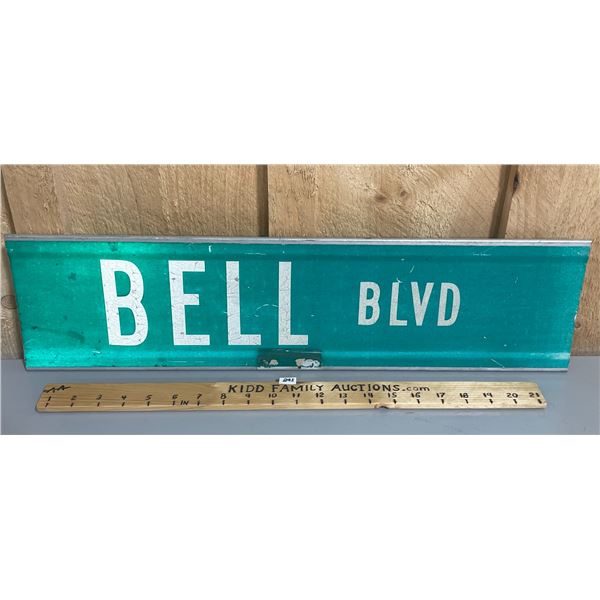 BELL BLVD
KIDD FAMILY AUCTIONS.com
1 2 3 4 5 6 IN 7 8 9 10 11 12 13 14 15 16 17 18 19 20 21